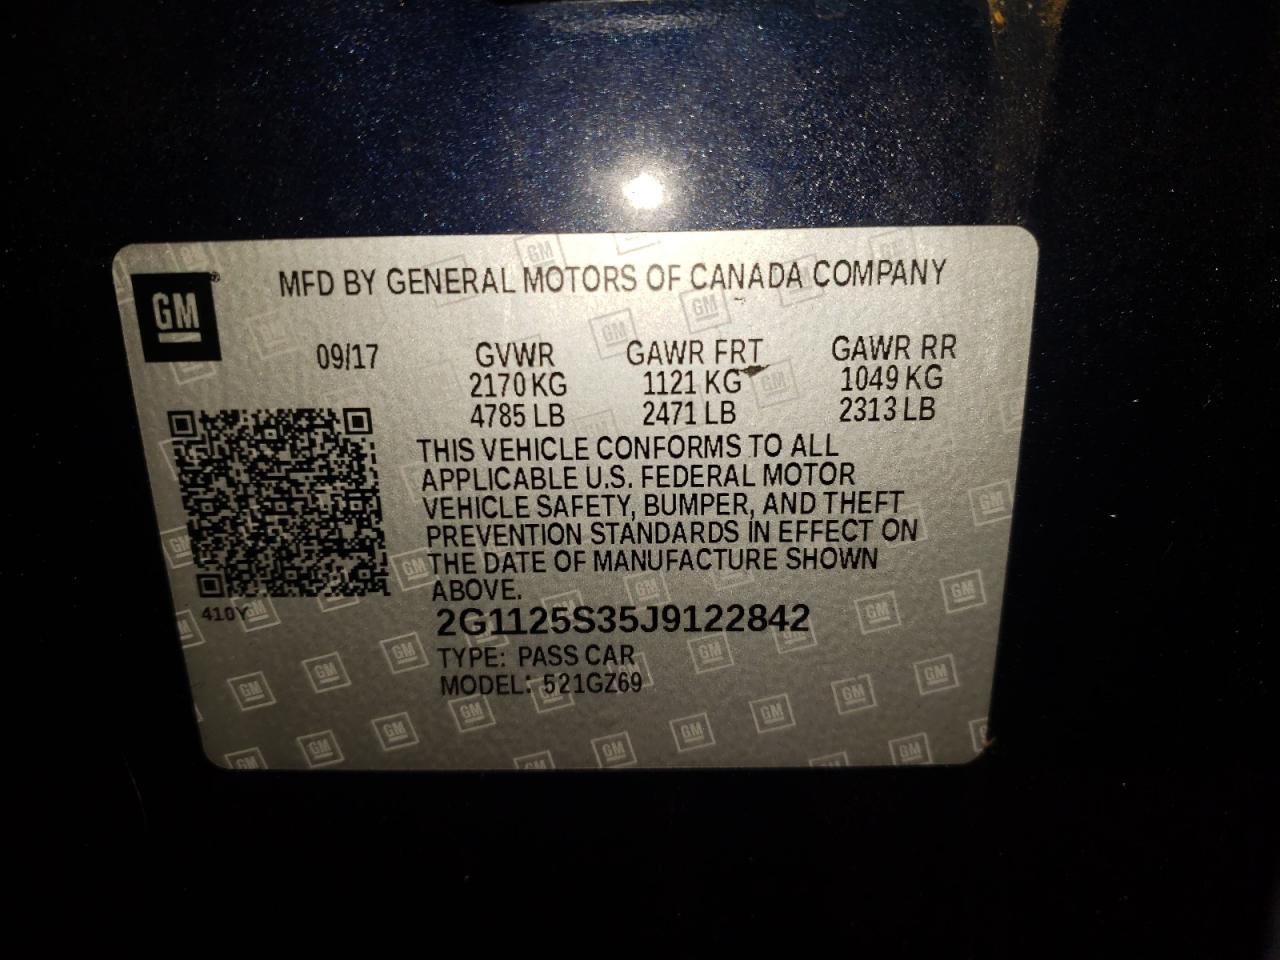 GM
MFD BY GENERAL MOTORS OF CANADA COMPANY
09/17 GVWR GAWR FRT GAWR RR
2170 KG 1121 KG 1049 KG
4785 LB 2471 LB 2313 LB
THIS VEHICLE CONFORMS TO ALL
APPLICABLE U.S. FEDERAL MOTOR
VEHICLE SAFETY, BUMPER, AND THEFT
PREVENTION STANDARDS IN EFFECT ON
THE DATE OF MANUFACTURE SHOWN
ABOVE.
410Y
2G1125S35J9122842
TYPE: PASS CAR
MODEL: 521GZ69